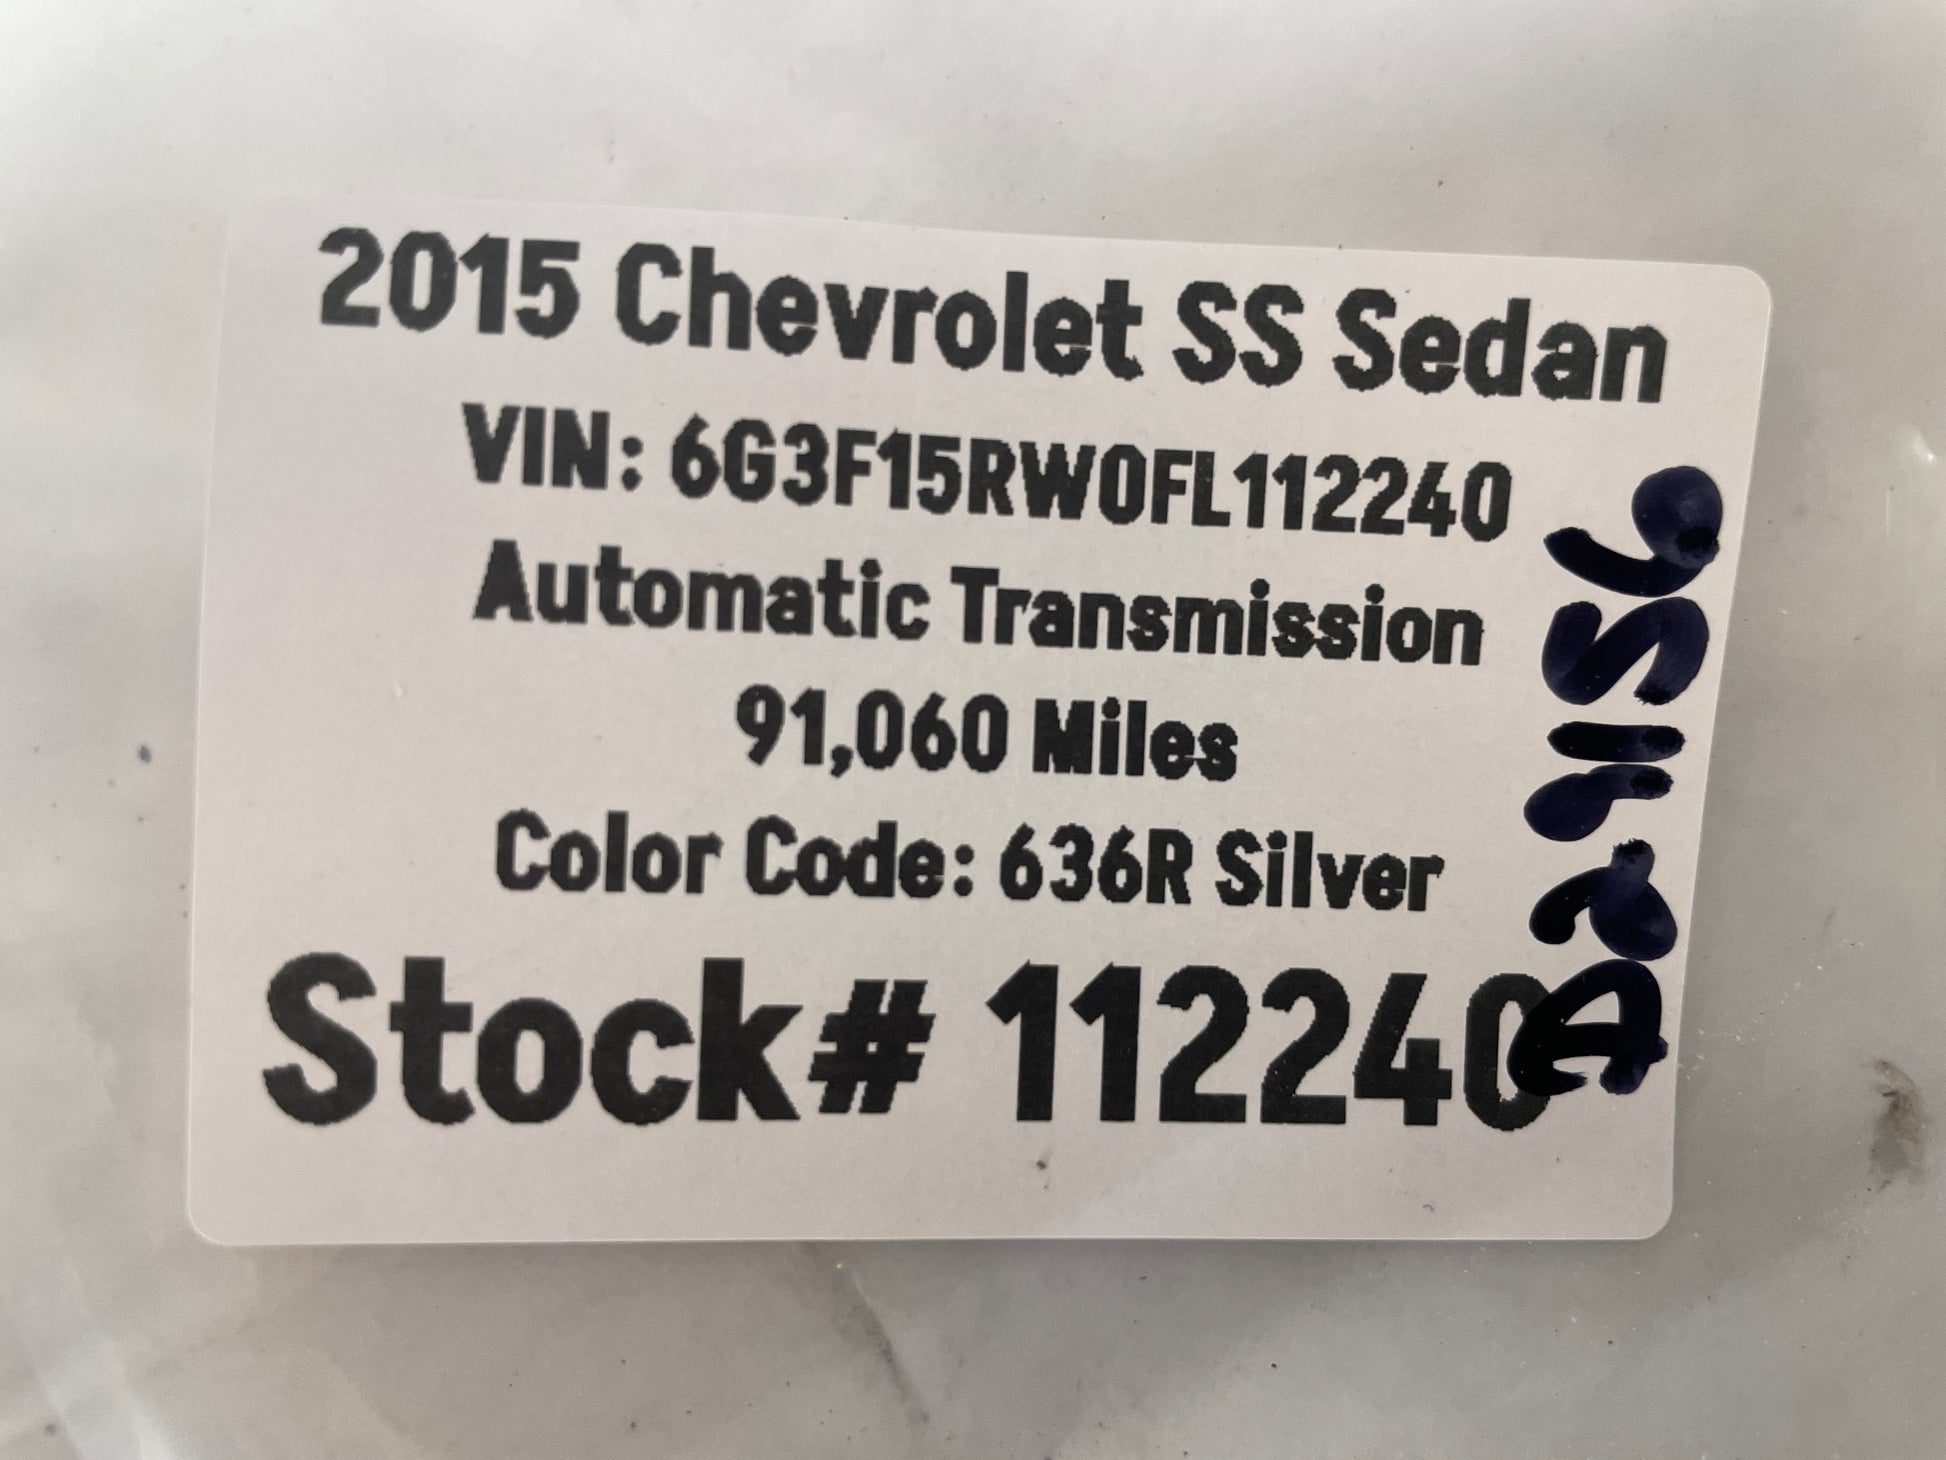 2015 Chevrolet SS Sedan
VIN: 6G3F15RW0FL112240
Automatic Transmission
91,060 Miles
Color Code: 636R Silver
Stock# 112240